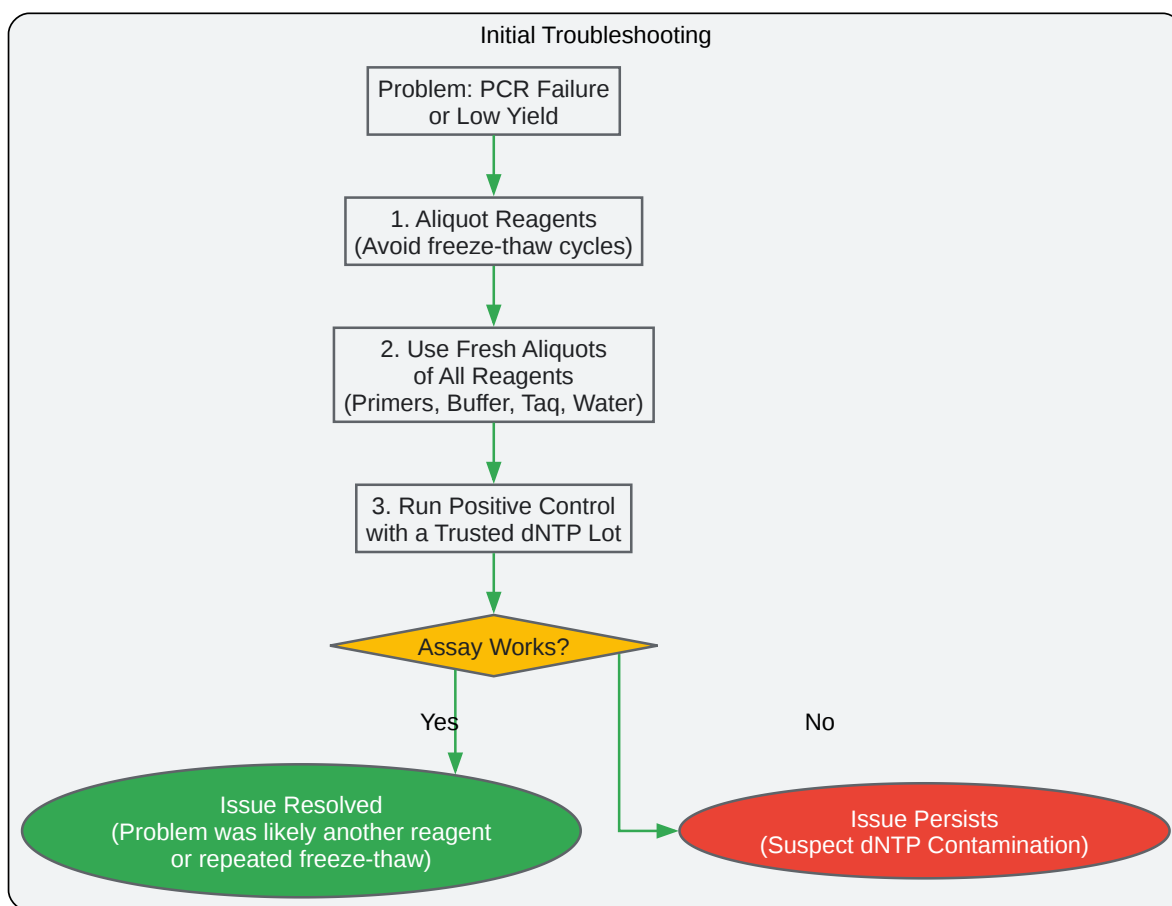 Initial Troubleshooting
Problem: PCR Failure
or Low Yield
1. Aliquot Reagents
(Avoid freeze-thaw cycles)
2. Use Fresh Aliquots
of All Reagents
(Primers, Buffer, Taq, Water)
3. Run Positive Control
with a Trusted dNTP Lot
Assay Works?
Yes
No
Issue Resolved
(Problem was likely another reagent
or repeated freeze-thaw)
Issue Persists
(Suspect dNTP Contamination)